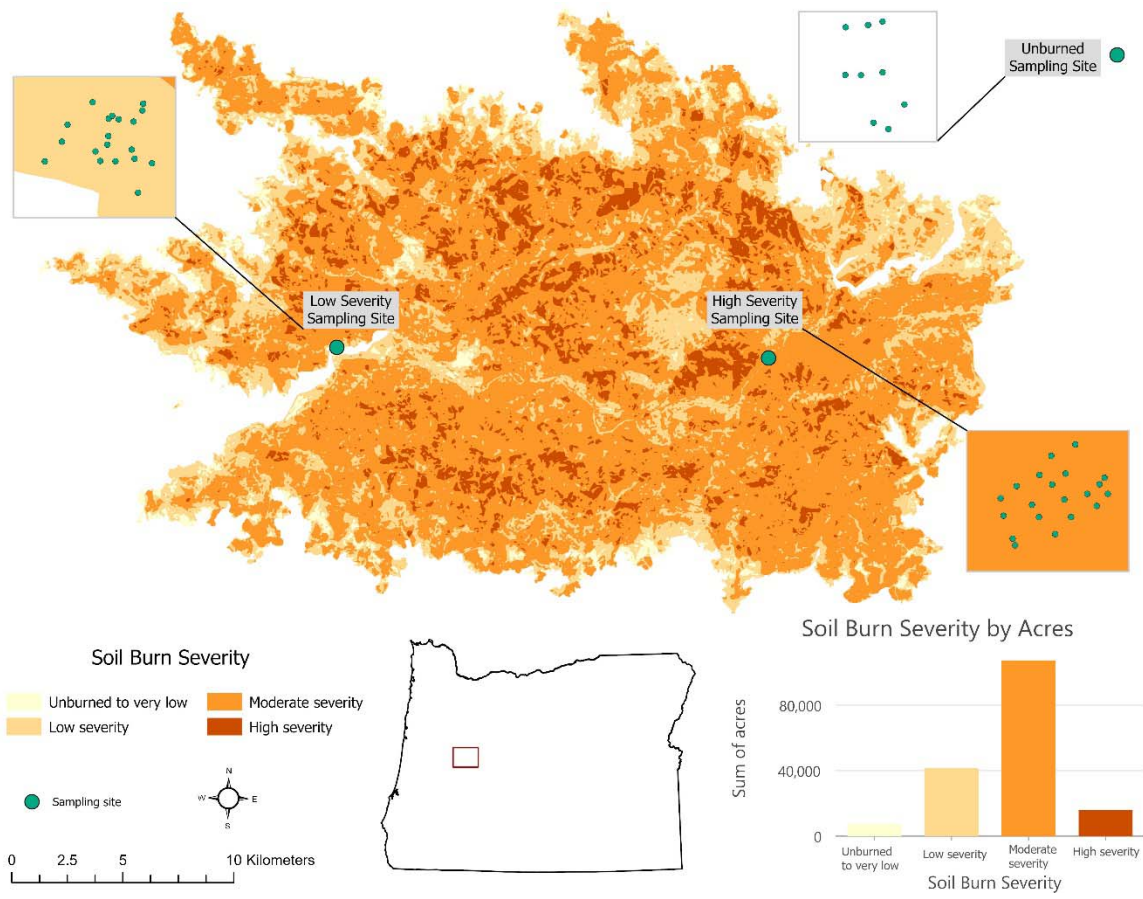 Unburned
Sampling Site
Low Severity
Sampling Site
High Severity
Sampling Site
Soil Burn Severity
Unburned to very low
Moderate severity
Low severity
High severity
N
W
E
S
Sampling site
0 2.5 5 10 Kilometers
Soil Burn Severity by Acres
Sum of acres
80,000
40,000
0
Unburned
to very low
Low severity
Moderate
severity
High severity
Soil Burn Severity